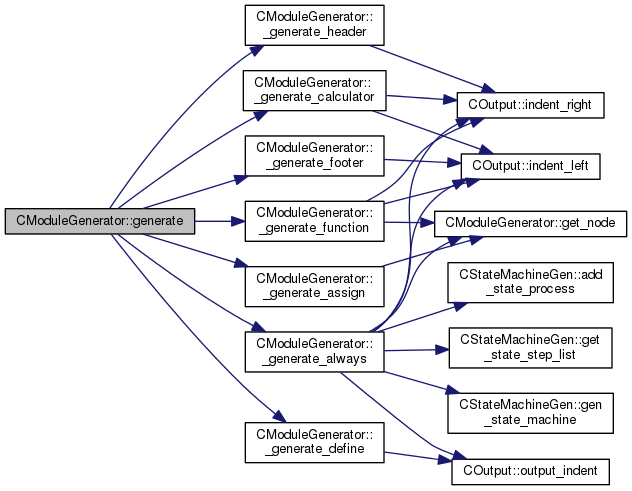 CModuleGenerator::generate
CModuleGenerator::
_generate_header
CModuleGenerator::
_generate_calculator
CModuleGenerator::
_generate_footer
CModuleGenerator::
_generate_function
CModuleGenerator::
_generate_assign
CModuleGenerator::
_generate_always
CModuleGenerator::
_generate_define
COutput::indent_right
COutput::indent_left
CModuleGenerator::get_node
CStateMachineGen::add
_state_process
CStateMachineGen::get
_state_step_list
CStateMachineGen::gen
_state_machine
COutput::output_indent